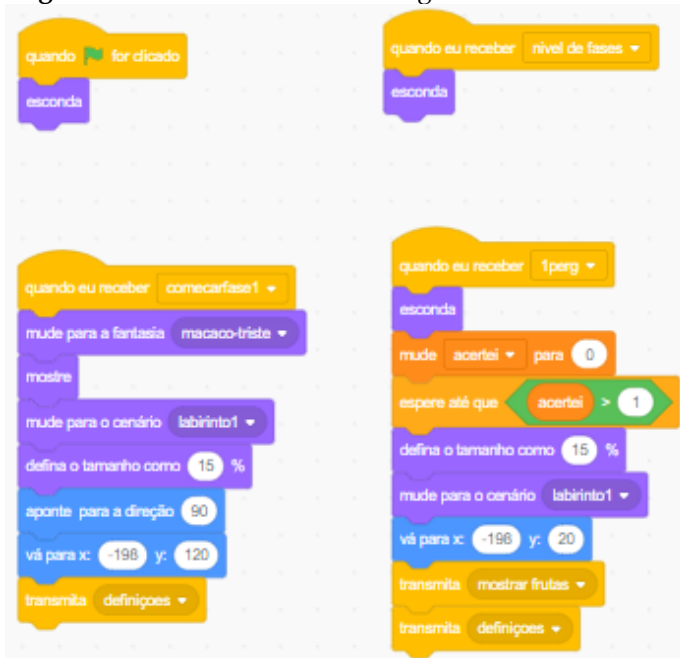 quando for clicado
esconda
quando eu receber nivel de fases
esconda
quando eu receber comecarfase1
mude para a fantasia macaco-triste
mostre
mude para o cenário labirinto1
defina o tamanho como 15 %
aponte para a direção 90
vá para x: -198 y: 120
transmita definiçoes
quando eu receber 1perg
esconda
mude acertei para 0
espere até que acertei > 1
defina o tamanho como 15 %
mude para o cenário labirinto1
vá para x: -198 y: 20
transmita mostrar frutas
transmita definiçoes